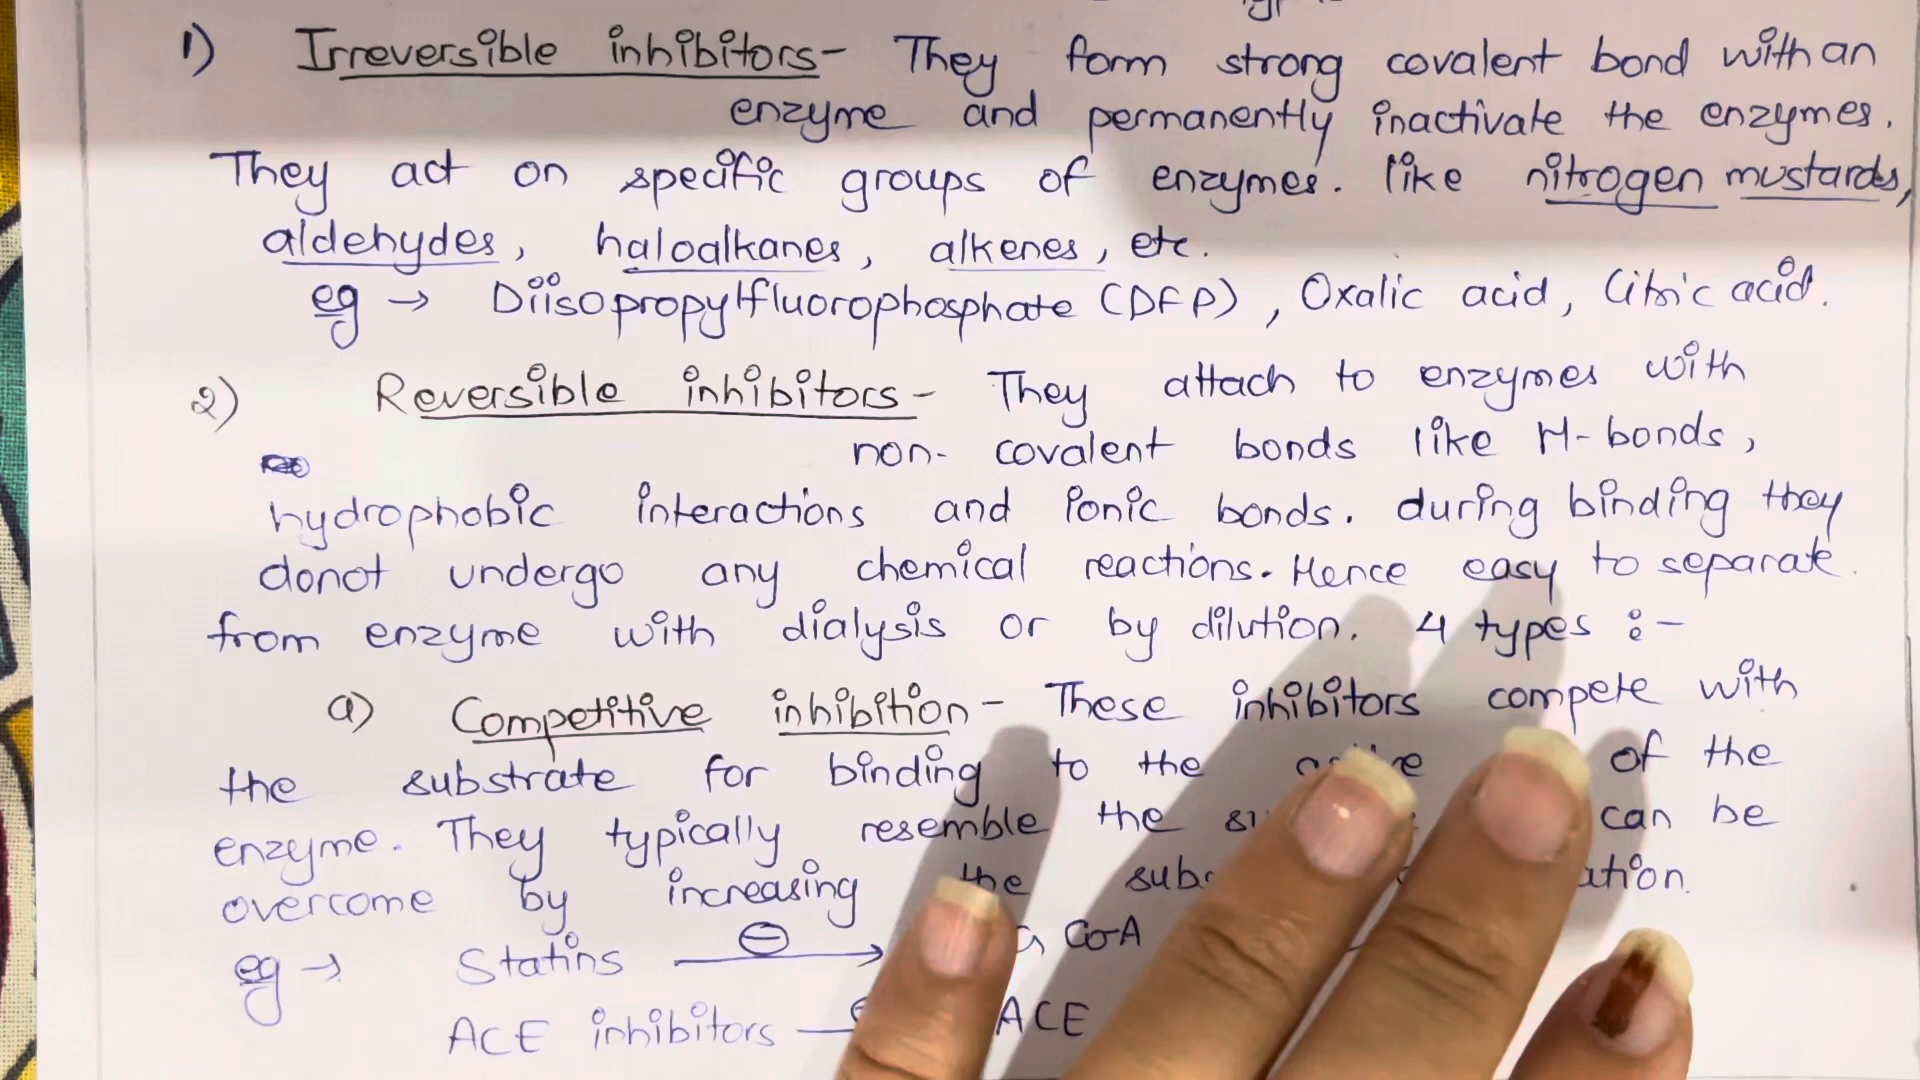 1) Irreversible inhibitors- They form strong covalent bond with an
enzyme and permanently inactivate the enzymes.
They act on specific groups of enzymes. like nitrogen mustards,
aldehydes, haloalkanes, alkenes, etc.
eg → Diisopropylfluorophosphate (DFP), Oxalic acid, Citric acid.
2) Reversible inhibitors- They attach to enzymes with
non-covalent bonds like H-bonds,
hydrophobic interactions and ionic bonds. during binding they
donot undergo any chemical reactions. Hence easy to separate
from enzyme with dialysis or by dilution. 4 types :-
a) Competitive inhibition- These inhibitors compete with
the substrate for binding to the of the
enzyme. They typically resemble the can be
overcome by increasing the
eg → Statins ⊖→ CoA
ACE inhibitors ACE